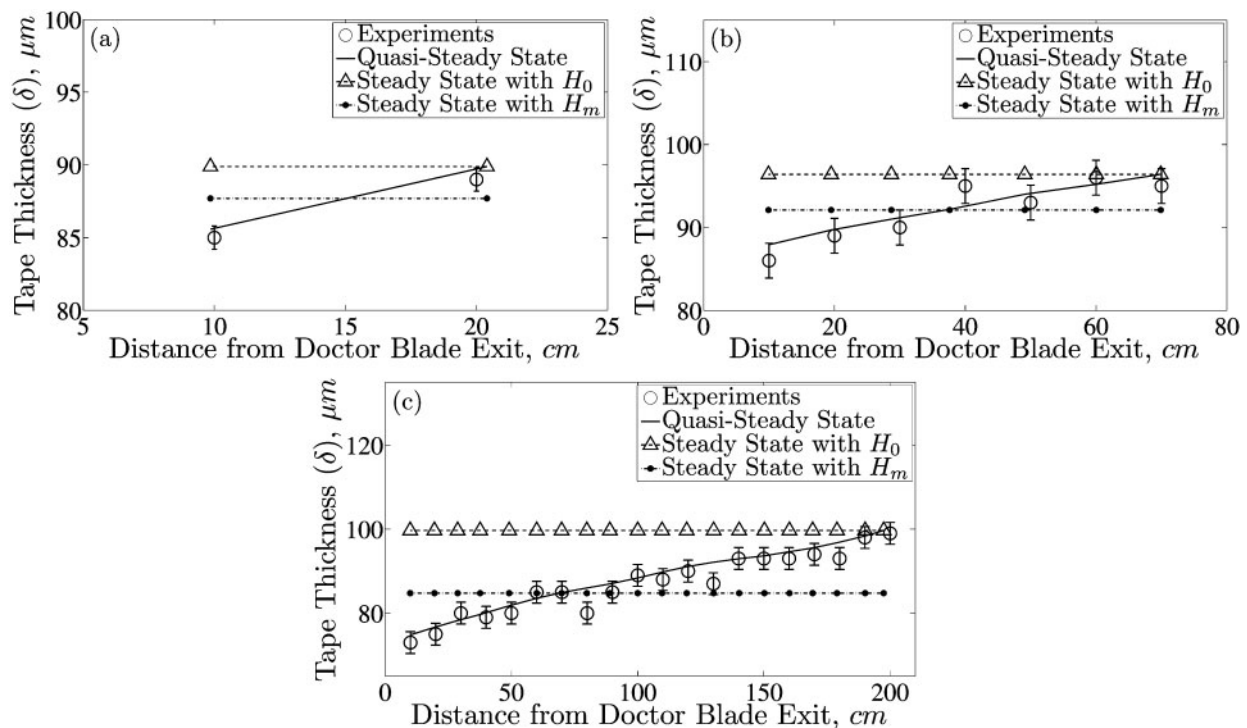 (a)
Experiments
Quasi-Steady State
Steady State with H₀
Steady State with Hₘ
Tape Thickness (δ), μm
100
95
90
85
80
5
10
15
20
25
Distance from Doctor Blade Exit, cm
(b)
Experiments
Quasi-Steady State
Steady State with H₀
Steady State with Hₘ
Tape Thickness (δ), μm
110
100
90
80
0
20
40
60
80
Distance from Doctor Blade Exit, cm
(c)
Experiments
Quasi-Steady State
Steady State with H₀
Steady State with Hₘ
Tape Thickness (δ), μm
120
100
80
0
50
100
150
200
Distance from Doctor Blade Exit, cm